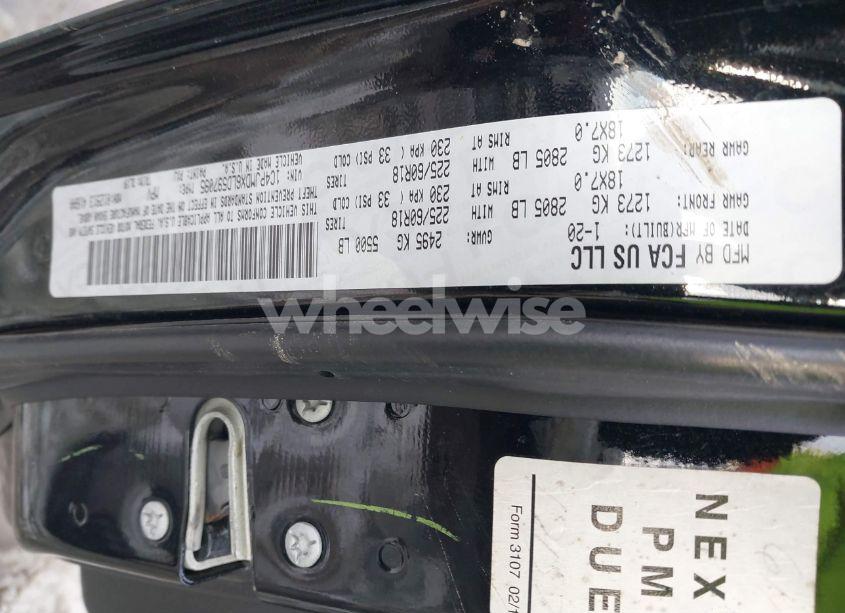 MFD BY FCA US LLC
DATE OF MFR(BUILT): 1-20
GVWR: 2495 KG 5500 LB
GAWR FRONT: 1273 KG 2805 LB WITH 225/60R18 TIRES
18X7.0 RIMS AT 230 KPA ( 33 PSI) COLD
GAWR REAR: 1273 KG 2805 LB WITH 225/60R18 TIRES
18X7.0 RIMS AT 230 KPA ( 33 PSI) COLD
THIS VEHICLE CONFORMS TO ALL APPLICABLE U.S.A. FEDERAL MOTOR VEHICLE SAFETY AND
THEFT PREVENTION STANDARDS IN EFFECT ON THE DATE OF MANUFACTURE SHOWN ABOVE.
VEHICLE MADE IN U.S.A.
wheelwise
NEX
PM
DUE
Form 3107 02/1